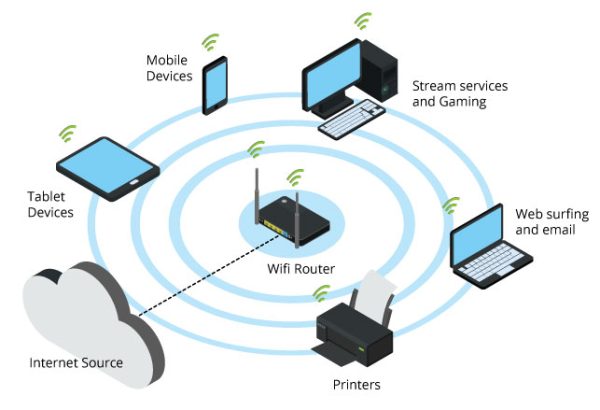 Mobile
Devices
Stream services
and Gaming
Tablet
Devices
Web surfing
and email
Wifi Router
Internet Source
Printers